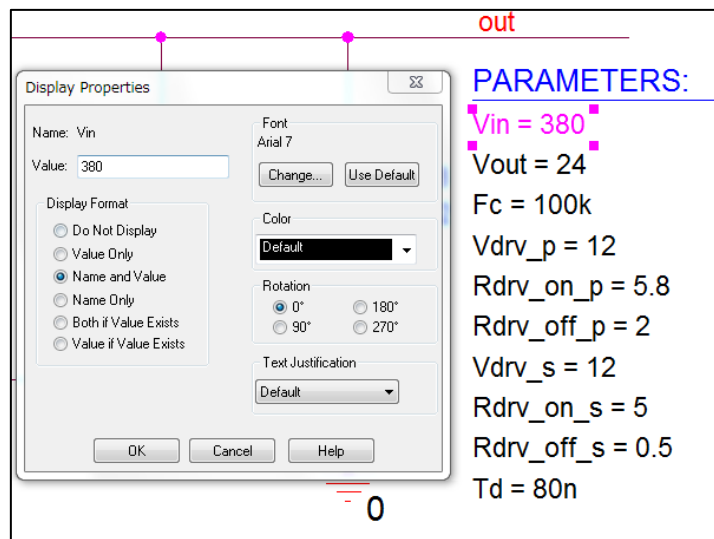 out
Display Properties
Name: Vin
Value: 380
Display Format
Do Not Display
Value Only
Name and Value
Name Only
Both if Value Exists
Value if Value Exists
Font
Arial 7
Change...
Use Default
Color
Default
Rotation
0°
180°
90°
270°
Text Justification
Default
OK
Cancel
Help
0
PARAMETERS:
Vin = 380
Vout = 24
Fc = 100k
Vdrv_p = 12
Rdrv_on_p = 5.8
Rdrv_off_p = 2
Vdrv_s = 12
Rdrv_on_s = 5
Rdrv_off_s = 0.5
Td = 80n